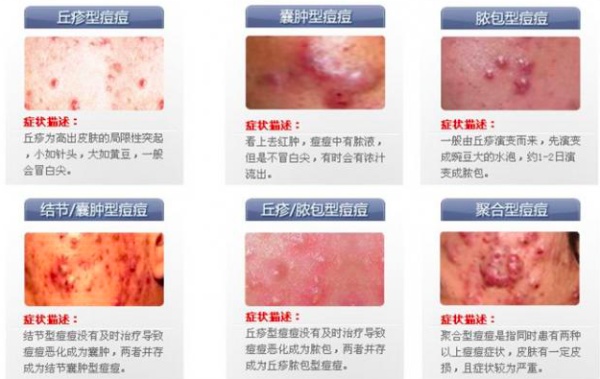 丘疹型痘痘
囊肿型痘痘
脓包型痘痘
症状描述：
丘疹为高出皮肤的局限性突起
，小如针头，大如黄豆，一般
会冒白尖。
症状描述：
看上去红肿，痘痘中有脓液，
但是不冒白尖，有时会有浓汁
流出。
症状描述：
一般由丘疹演变而来，先演变
成豌豆大的水泡，约1-2日演
变成脓包。
结节/囊肿型痘痘
丘疹/脓包型痘痘
聚合型痘痘
症状描述：
结节型痘痘没有及时治疗导致
痘痘恶化成为囊肿，两者并存
成为结节囊肿型痘痘。
症状描述：
丘疹型痘痘没有及时治疗导致
痘痘恶化成为脓包，两者并存
成为丘疹脓包型痘痘。
症状描述：
聚合型痘痘是指同时患有两种
以上痘痘症状，皮肤有一定皮
损，且症状较为严重。